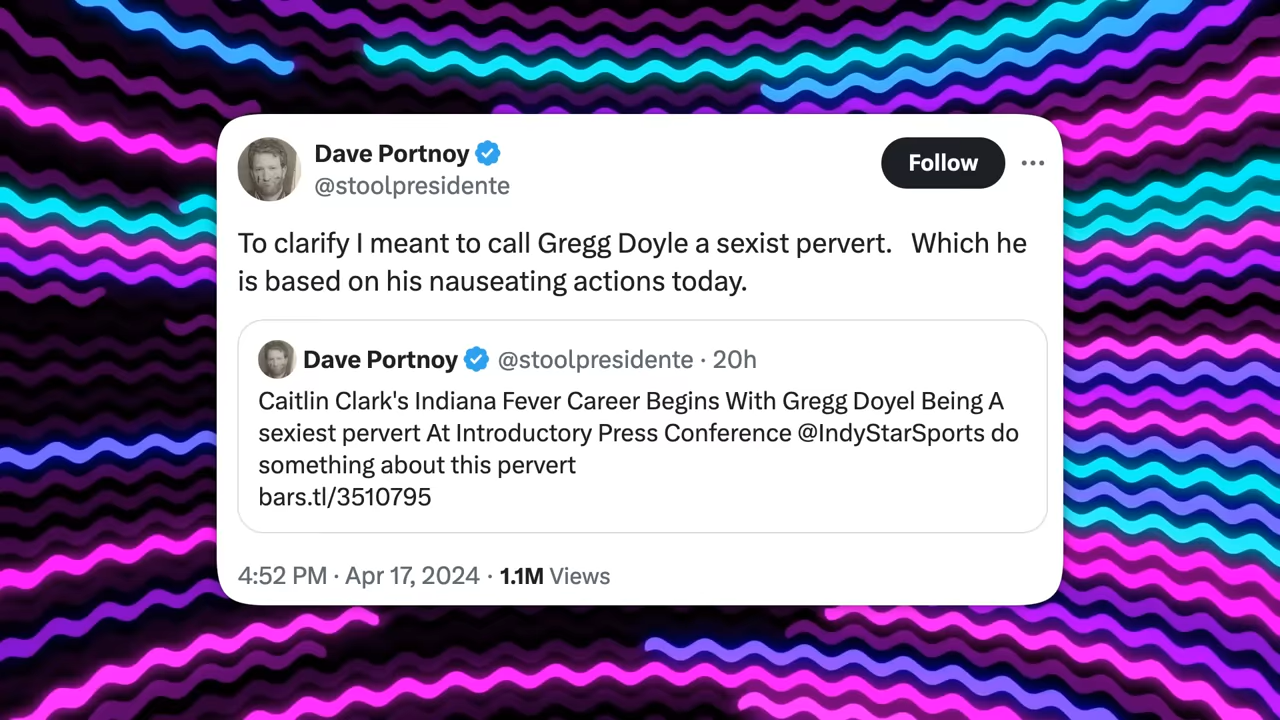 Dave Portnoy
@stoolpresidente
Follow
To clarify I meant to call Gregg Doyle a sexist pervert.   Which he
is based on his nauseating actions today.
Dave Portnoy @stoolpresidente · 20h
Caitlin Clark's Indiana Fever Career Begins With Gregg Doyel Being A
sexiest pervert At Introductory Press Conference @IndyStarSports do
something about this pervert
bars.tl/3510795
4:52 PM · Apr 17, 2024 · 1.1M Views